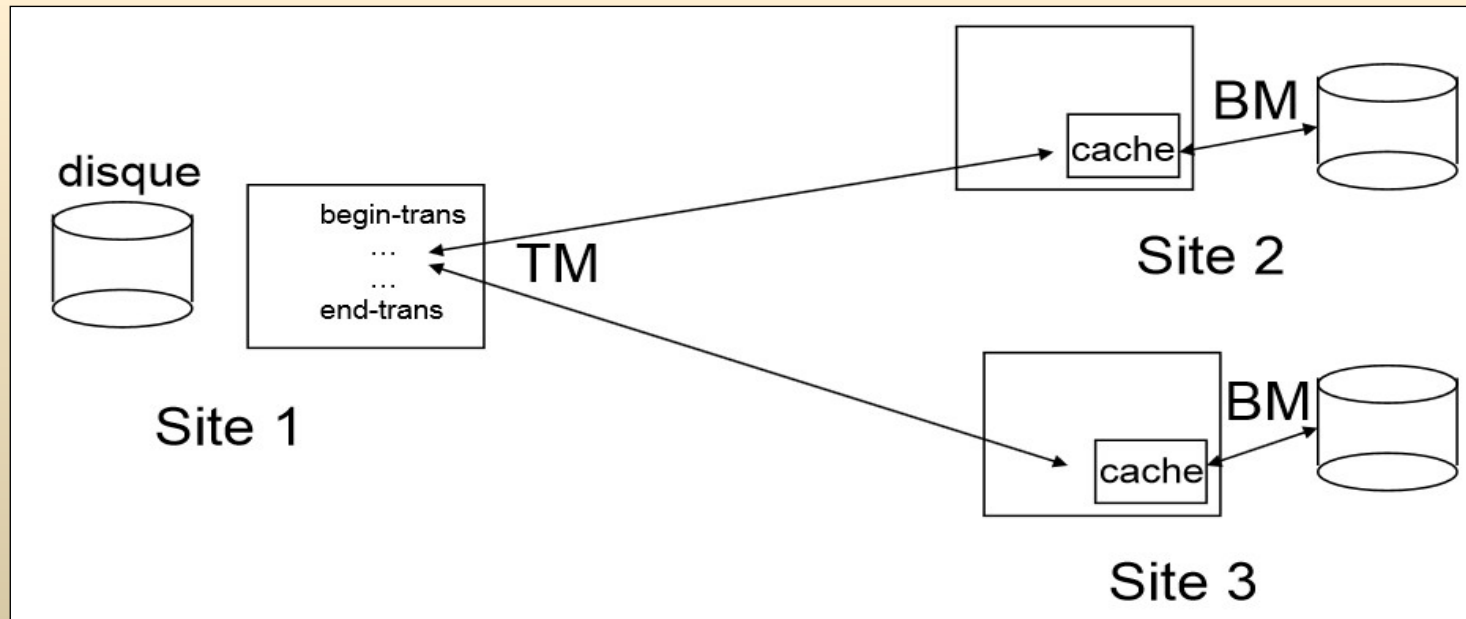 disque
begin-trans
...
...
end-trans
Site 1
TM
cache
BM
Site 2
cache
BM
Site 3